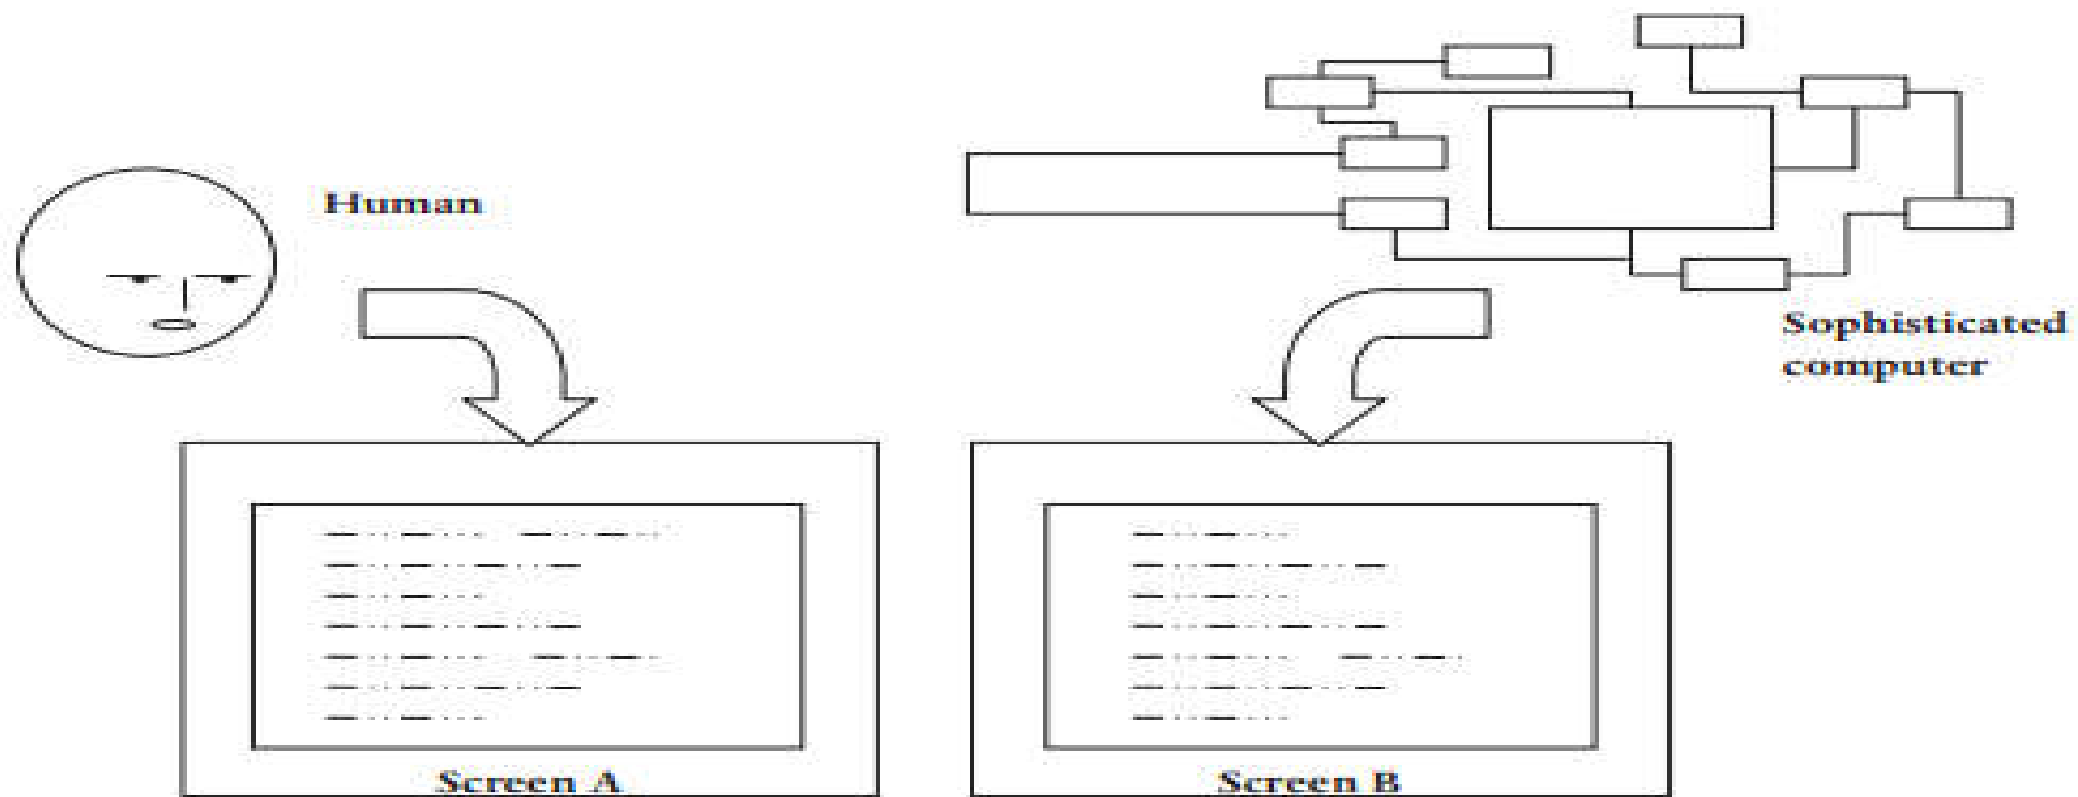 Human
Sophisticated
computer
Screen A
Screen B